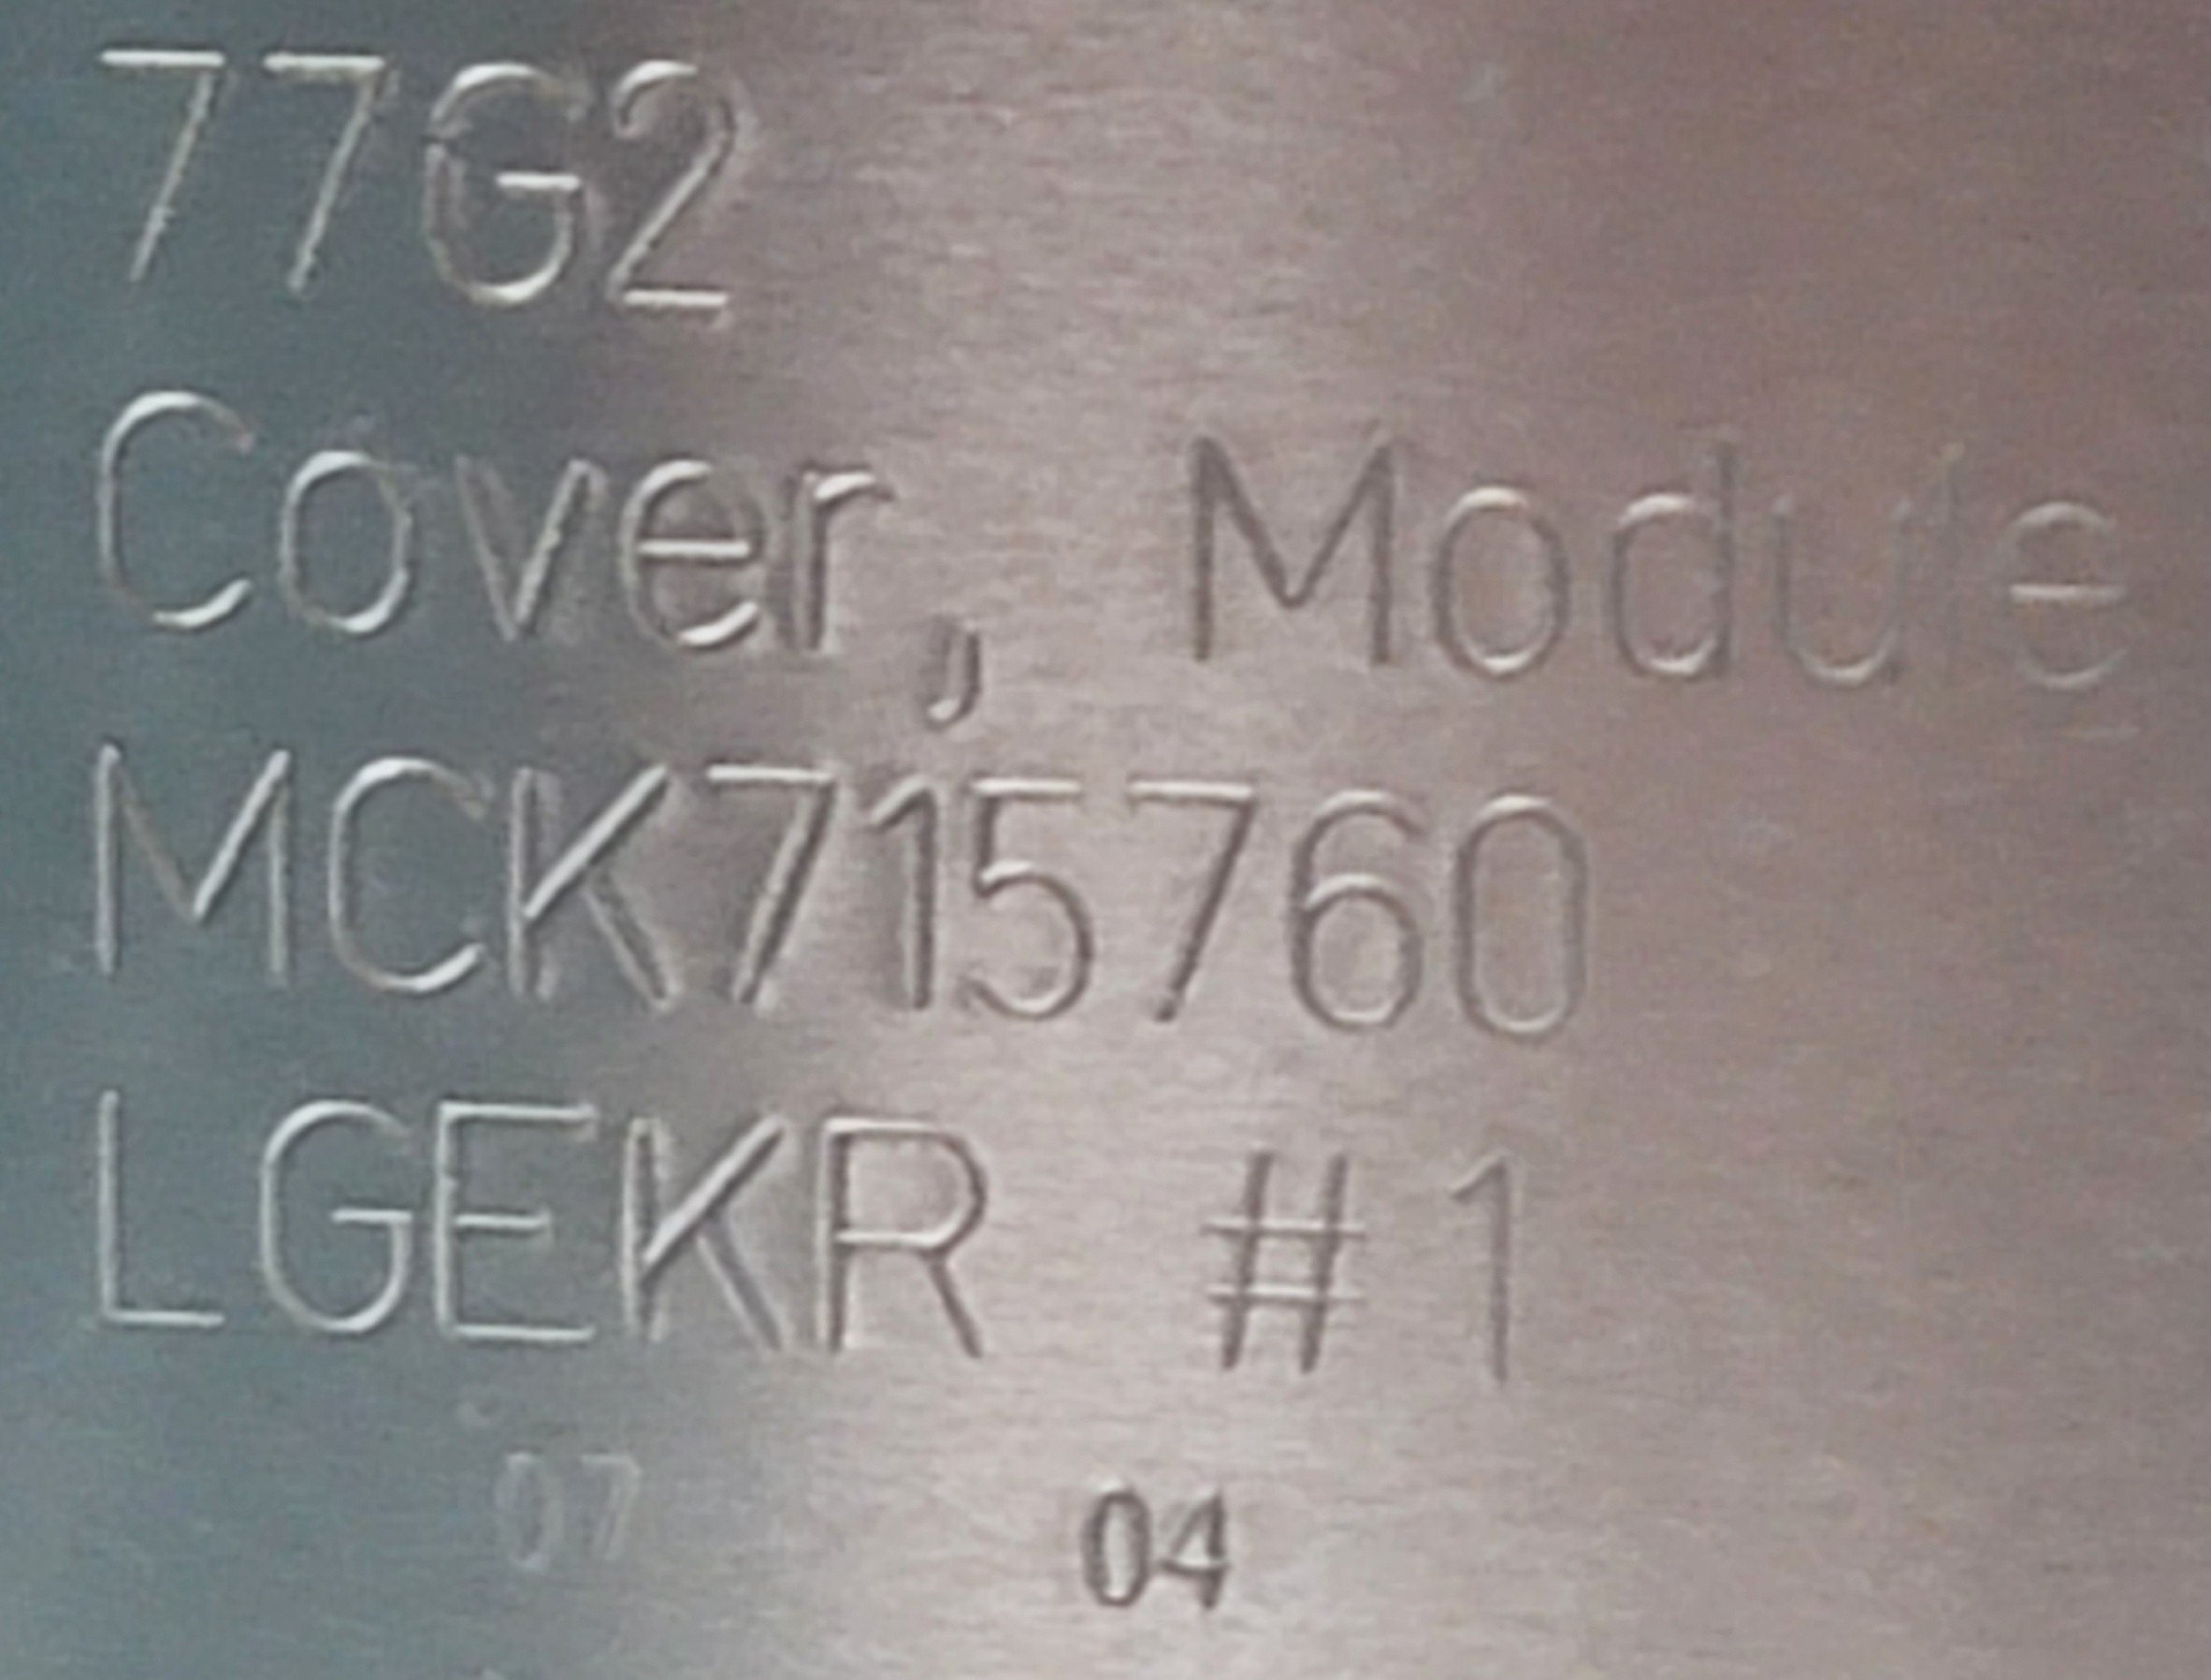 77G2
Cover, Module
MCK715760
LGEKR #1
07 04